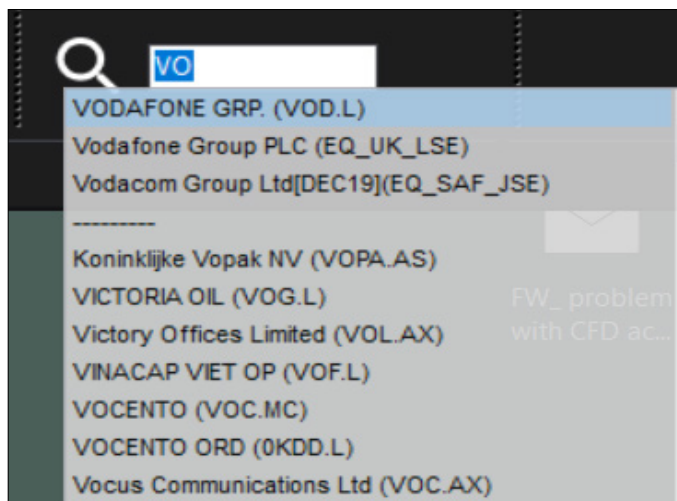 VO
VODAFONE GRP. (VOD.L)
Vodafone Group PLC (EQ_UK_LSE)
Vodacom Group Ltd[DEC19](EQ_SAF_JSE)
---------
Koninklijke Vopak NV (VOPA.AS)
VICTORIA OIL (VOG.L)
Victory Offices Limited (VOL.AX)
VINACAP VIET OP (VOF.L)
VOCENTO (VOC.MC)
VOCENTO ORD (0KDD.L)
Vocus Communications Ltd (VOC.AX)
FW_ problem
with CFD ac...